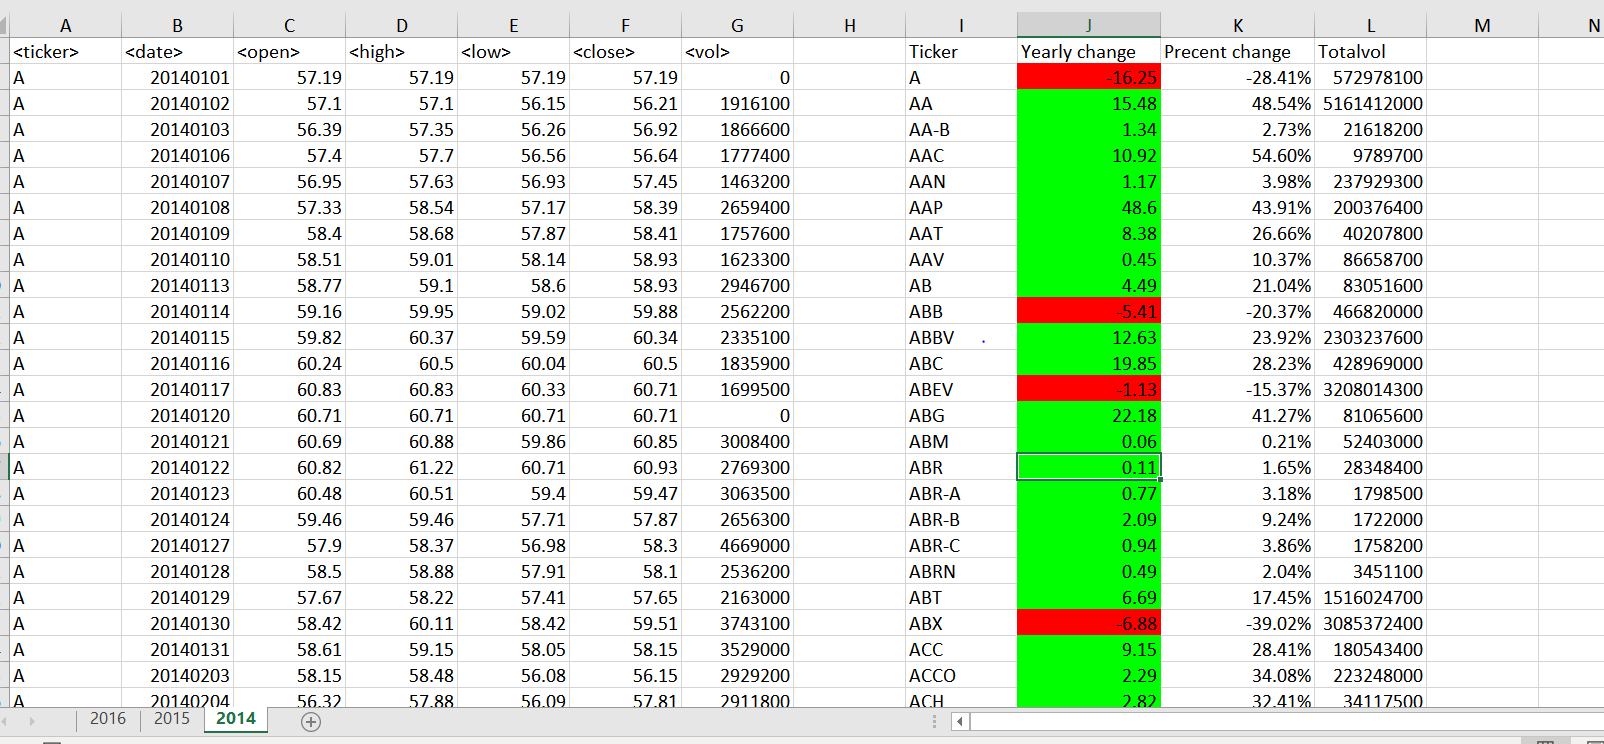 A B C D E F G H I J K L M N
<ticker> <date> <open> <high> <low> <close> <vol> Ticker Yearly change Precent change Totalvol
A 20140101 57.19 57.19 57.19 57.19 0 A -16.25 -28.41% 572978100
A 20140102 57.1 57.1 56.15 56.21 1916100 AA 15.48 48.54% 5161412000
A 20140103 56.39 57.35 56.26 56.92 1866600 AA-B 1.34 2.73% 21618200
A 20140106 57.4 57.7 56.56 56.64 1777400 AAC 10.92 54.60% 9789700
A 20140107 56.95 57.63 56.93 57.45 1463200 AAN 1.17 3.98% 237929300
A 20140108 57.33 58.54 57.17 58.39 2659400 AAP 48.6 43.91% 200376400
A 20140109 58.4 58.68 57.87 58.41 1757600 AAT 8.38 26.66% 40207800
A 20140110 58.51 59.01 58.14 58.93 1623300 AAV 0.45 10.37% 86658700
A 20140113 58.77 59.1 58.6 58.93 2946700 AB 4.49 21.04% 83051600
A 20140114 59.16 59.95 59.02 59.88 2562200 ABB -5.41 -20.37% 466820000
A 20140115 59.82 60.37 59.59 60.34 2335100 ABBV 12.63 23.92% 2303237600
A 20140116 60.24 60.5 60.04 60.5 1835900 ABC 19.85 28.23% 428969000
A 20140117 60.83 60.83 60.33 60.71 1699500 ABEV -1.13 -15.37% 3208014300
A 20140120 60.71 60.71 60.71 60.71 0 ABG 22.18 41.27% 81065600
A 20140121 60.69 60.88 59.86 60.85 3008400 ABM 0.06 0.21% 52403000
A 20140122 60.82 61.22 60.71 60.93 2769300 ABR 0.11 1.65% 28348400
A 20140123 60.48 60.51 59.4 59.47 3063500 ABR-A 0.77 3.18% 1798500
A 20140124 59.46 59.46 57.71 57.87 2656300 ABR-B 2.09 9.24% 1722000
A 20140127 57.9 58.37 56.98 58.3 4669000 ABR-C 0.94 3.86% 1758200
A 20140128 58.5 58.88 57.91 58.1 2536200 ABRN 0.49 2.04% 3451100
A 20140129 57.67 58.22 57.41 57.65 2163000 ABT 6.69 17.45% 1516024700
A 20140130 58.42 60.11 58.42 59.51 3743100 ABX -6.88 -39.02% 3085372400
A 20140131 58.61 59.15 58.05 58.15 3529000 ACC 9.15 28.41% 180543400
A 20140203 58.15 58.48 56.08 56.15 2929200 ACCO 2.29 34.08% 223248000
A 20140204 56.32 57.88 56.09 57.81 2911800 ACH 2.82 32.41% 34117500
2016 2015 2014